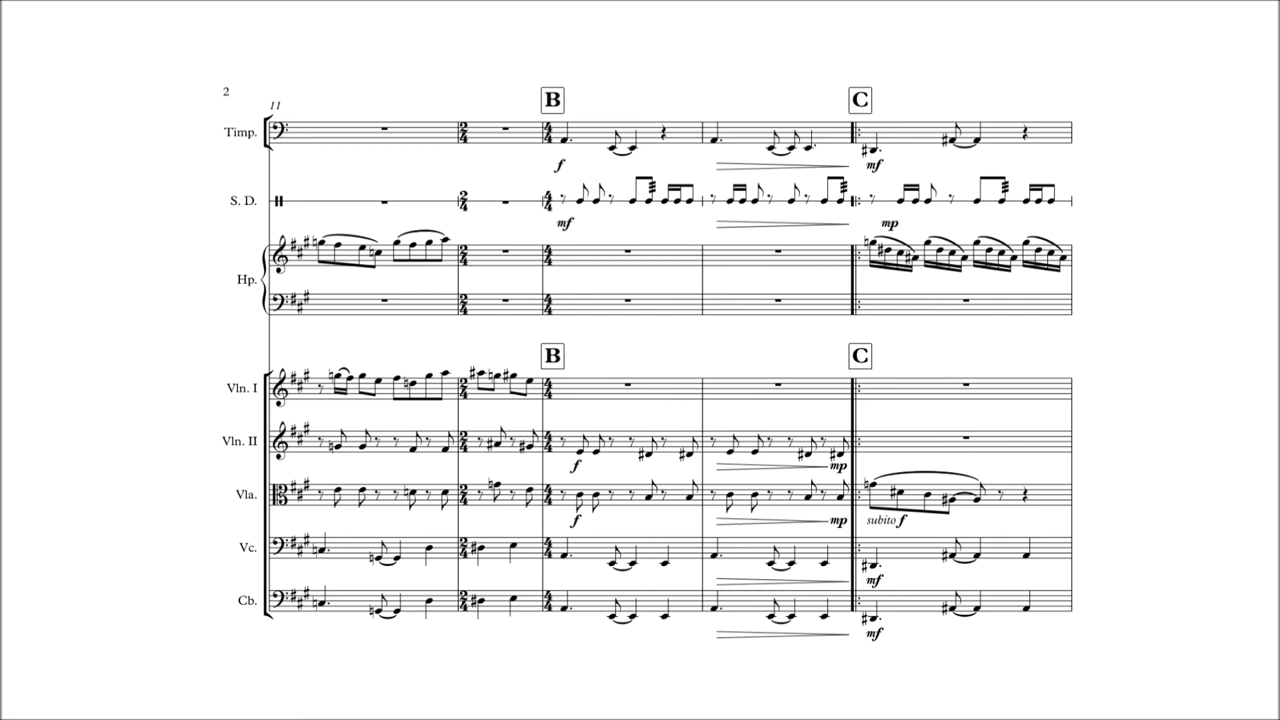 2
11
B
C
Timp.
f
mf
S. D.
mf
mp
Hp.
B
C
Vln. I
Vln. II
f
mp
Vla.
f
mp
subito f
Vc.
mf
Cb.
mf